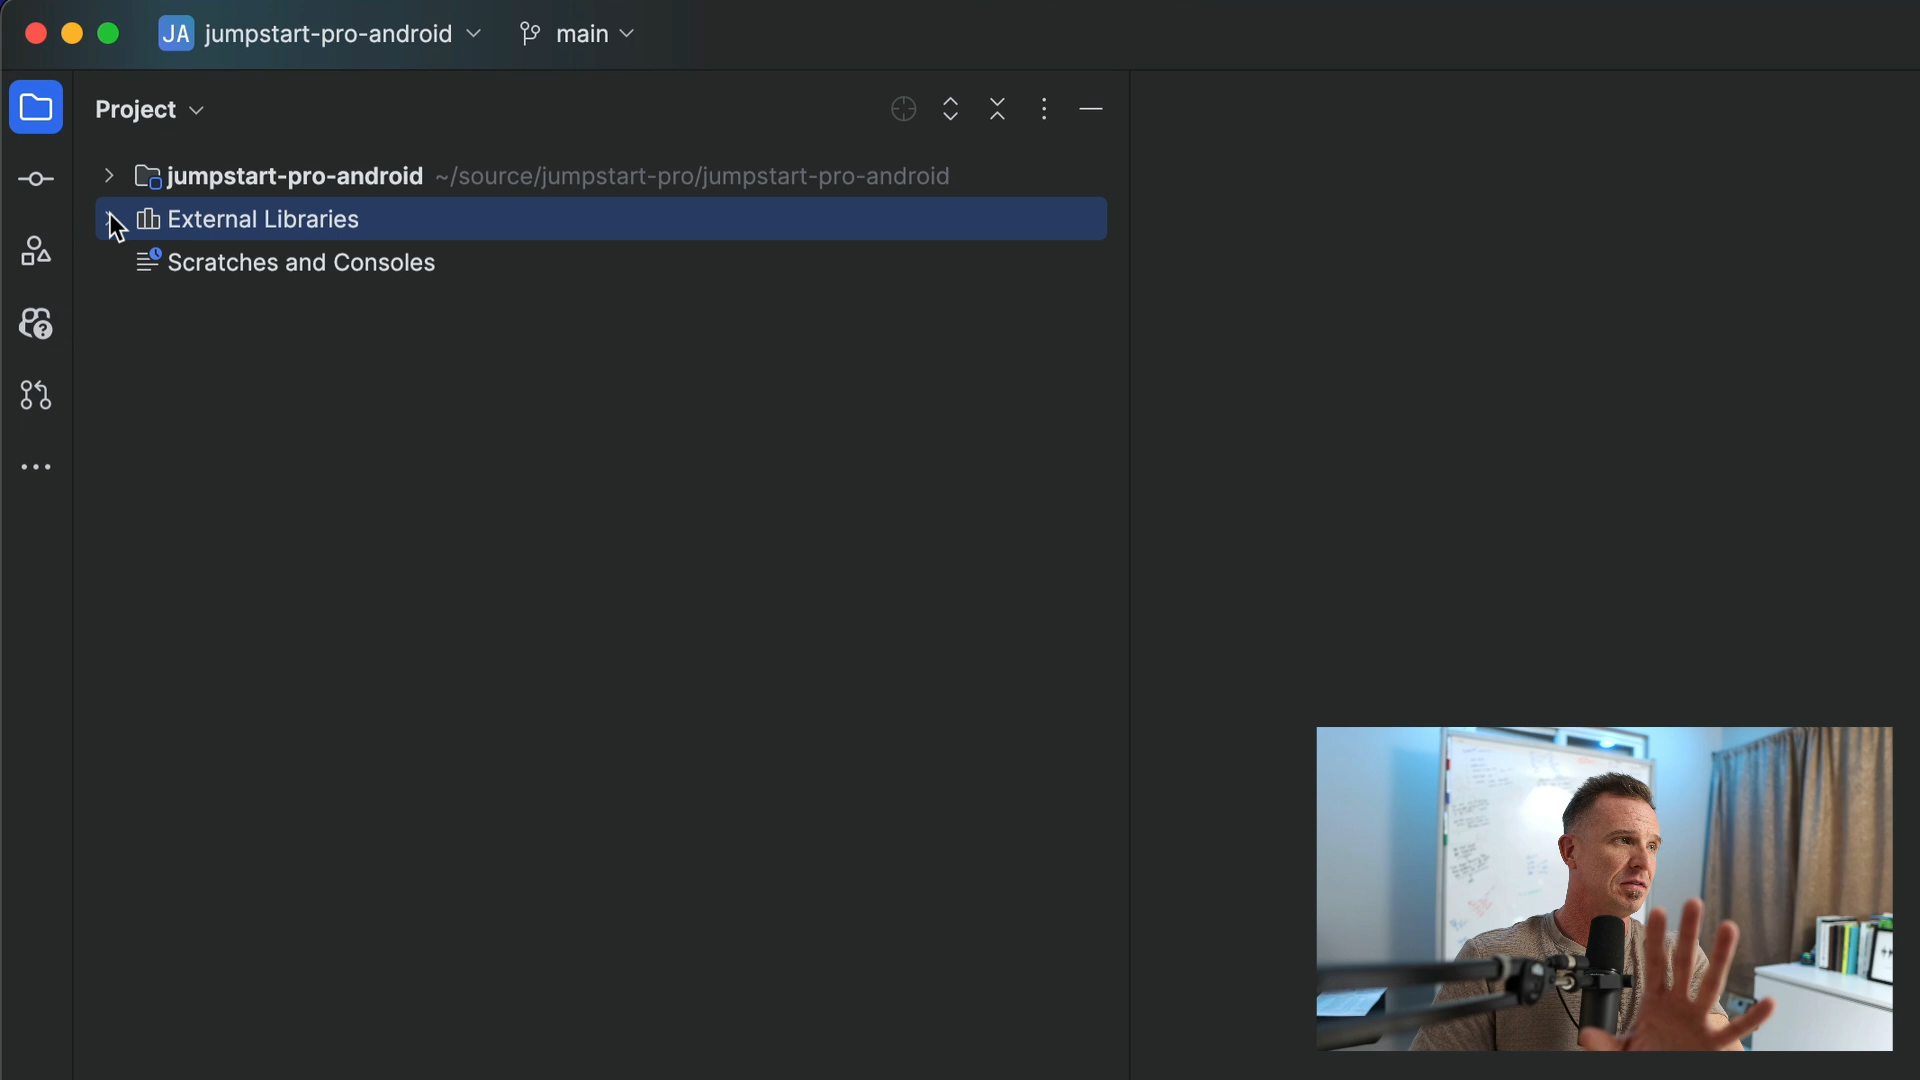 JA jumpstart-pro-android main
Project
jumpstart-pro-android ~/source/jumpstart-pro/jumpstart-pro-android
External Libraries
Scratches and Consoles